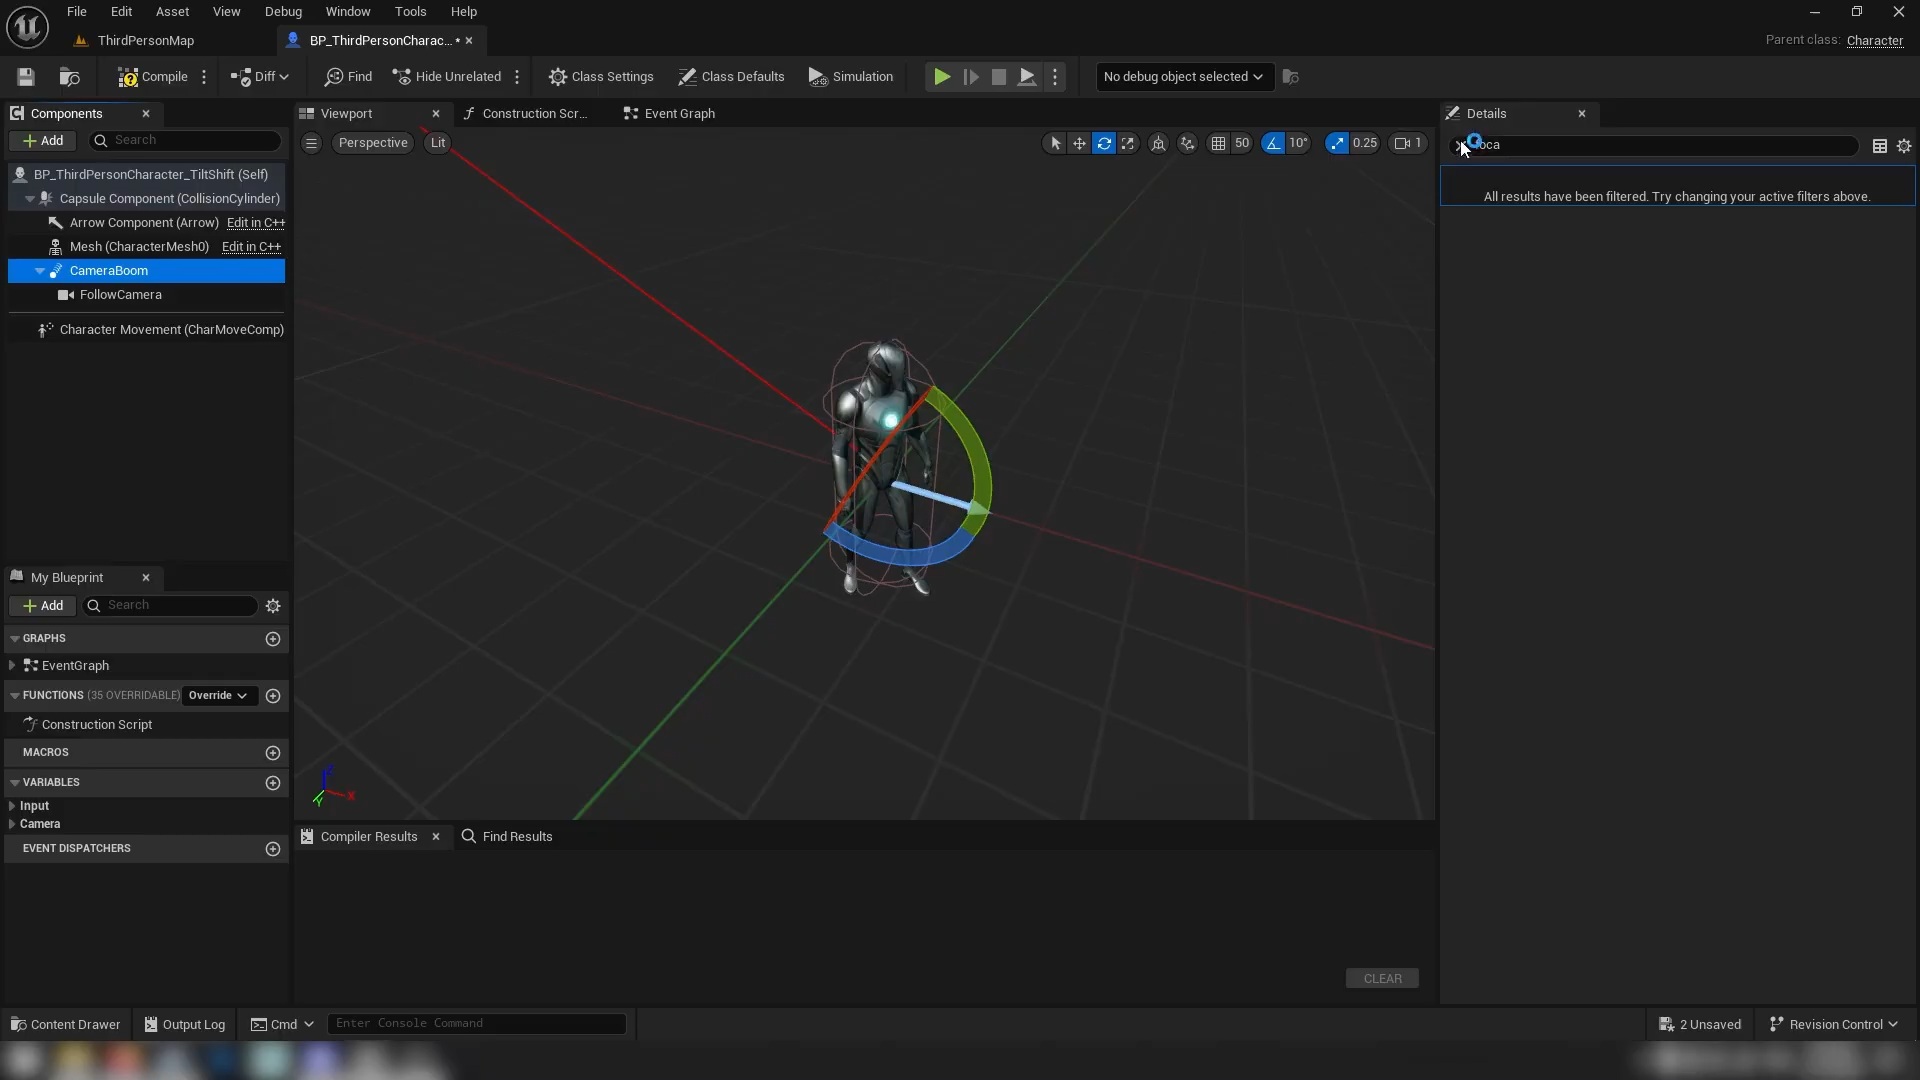 File Edit Asset View Debug Window Tools Help
ThirdPersonMap
BP_ThirdPersonCharac... •
Parent class: Character
Compile
Diff
Find
Hide Unrelated
Class Settings
Class Defaults
Simulation
No debug object selected
Components
Add
Search
BP_ThirdPersonCharacter_TiltShift (Self)
Capsule Component (CollisionCylinder)
Arrow Component (Arrow) Edit in C++
Mesh (CharacterMesh0) Edit in C++
CameraBoom
FollowCamera
Character Movement (CharMoveComp)
My Blueprint
Add
Search
GRAPHS
EventGraph
FUNCTIONS (35 OVERRIDABLE) Override
Construction Script
MACROS
VARIABLES
Input
Camera
EVENT DISPATCHERS
Viewport
Construction Scr...
Event Graph
Perspective
Lit
50
10°
0.25
1
Z
X
Y
Compiler Results
Find Results
CLEAR
Details
oca
All results have been filtered. Try changing your active filters above.
Content Drawer
Output Log
Cmd
Enter Console Command
2 Unsaved
Revision Control